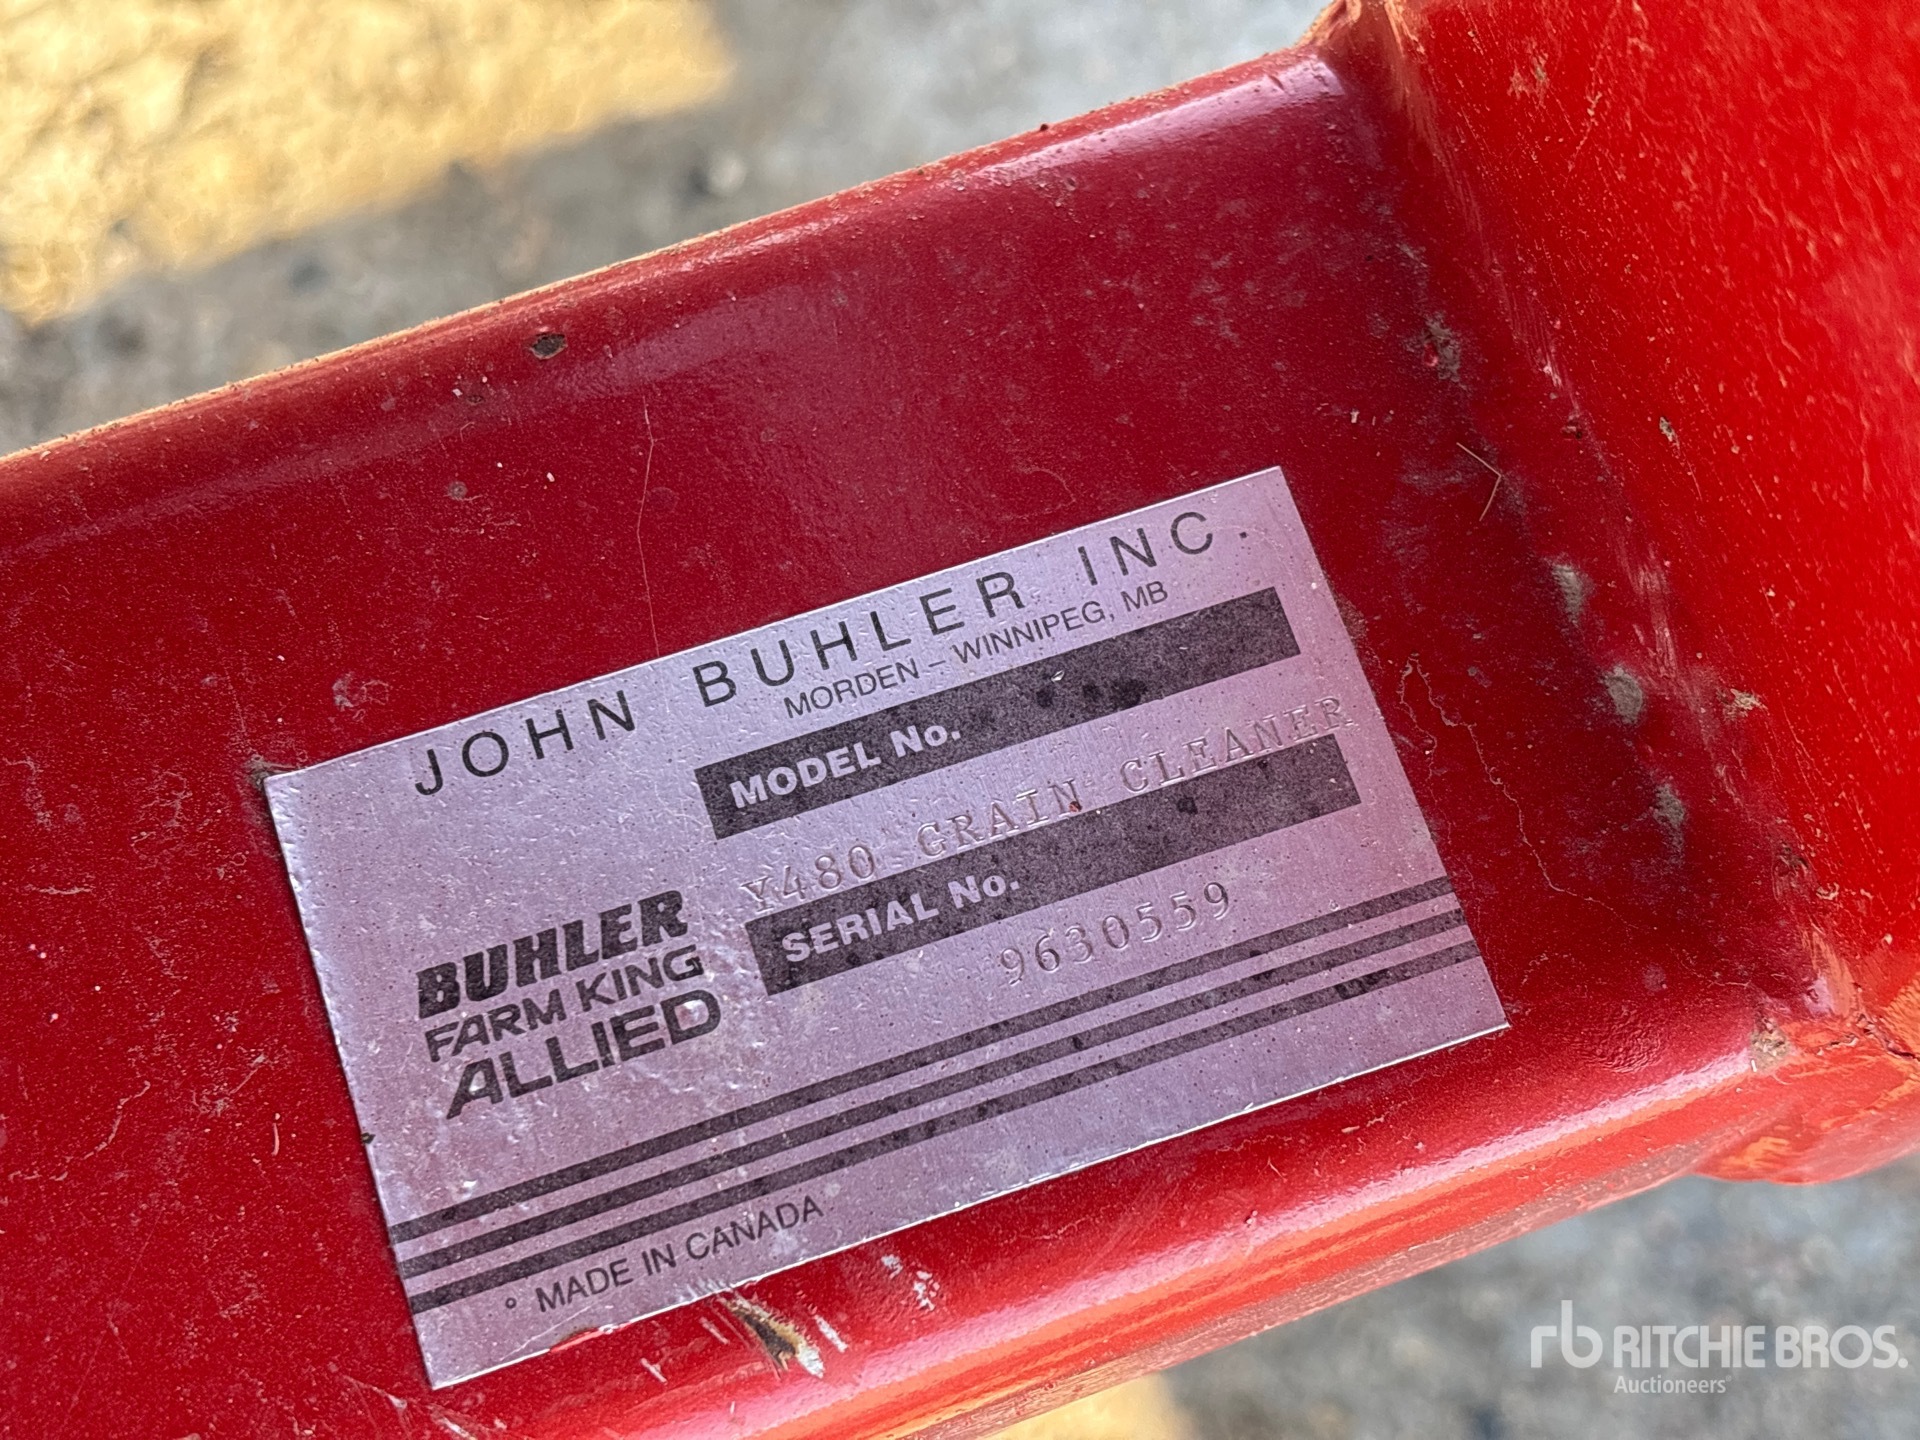 JOHN BUHLER INC.
MORDEN – WINNIPEG, MB
MODEL No.
Y480 GRAIN CLEANER
SERIAL No.
9630559
BUHLER
FARM KING
ALLIED
° MADE IN CANADA
rb RITCHIE BROS.
Auctioneers